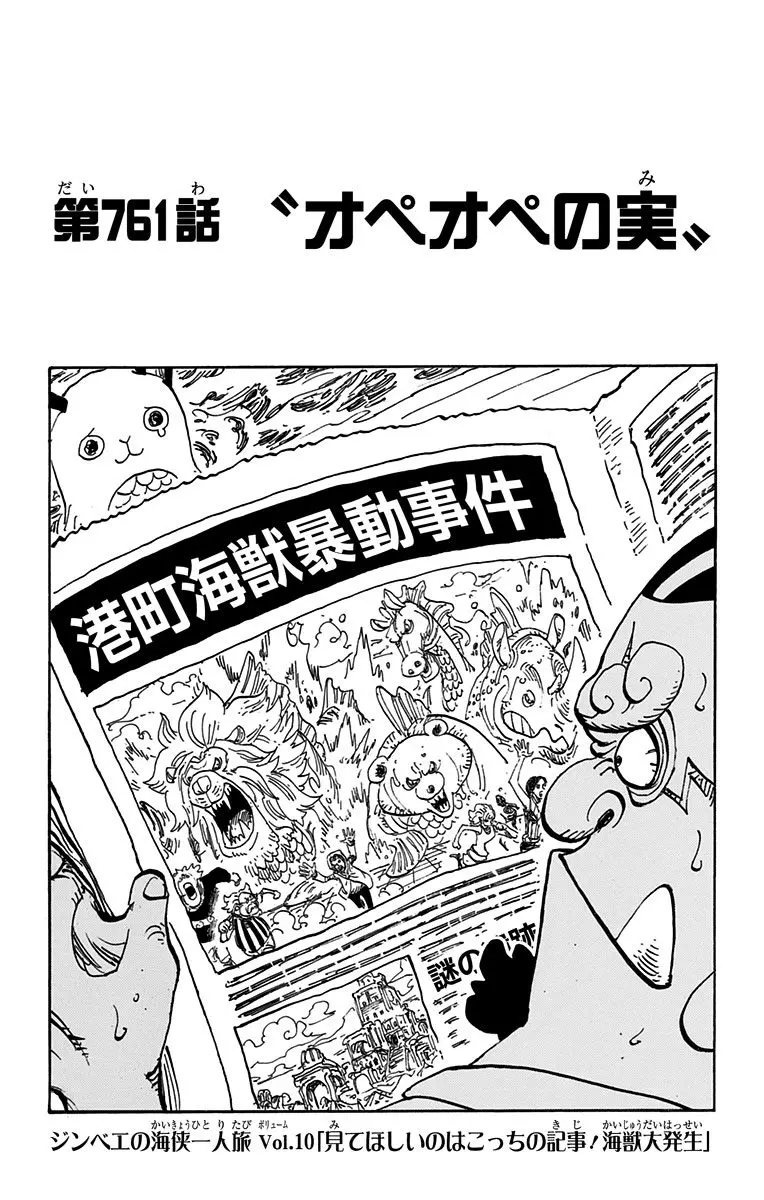 第761話 〝オペオペの実〟
港町海獣暴動事件
謎の
跡
ジンベエの海侠一人旅 Vol.10「見てほしいのはこっちの記事！海獣大発生」